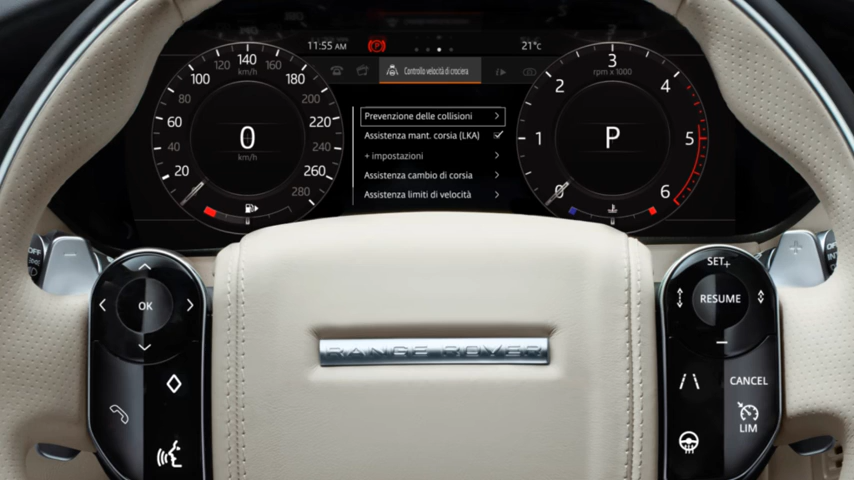 11:55 AM
21°C
Controllo velocità di crociera
140
km/h
120
160
100
180
80
200
60
220
40
240
20
260
280
0
km/h
Prevenzione delle collisioni
Assistenza mant. corsia (LKA)
+ impostazioni
Assistenza cambio di corsia
Assistenza limiti di velocità
3
rpm x 1000
2
4
1
5
0
6
P
OFF
OK
RANGE ROVER
SET+
RESUME
CANCEL
LIM
OFF
INT